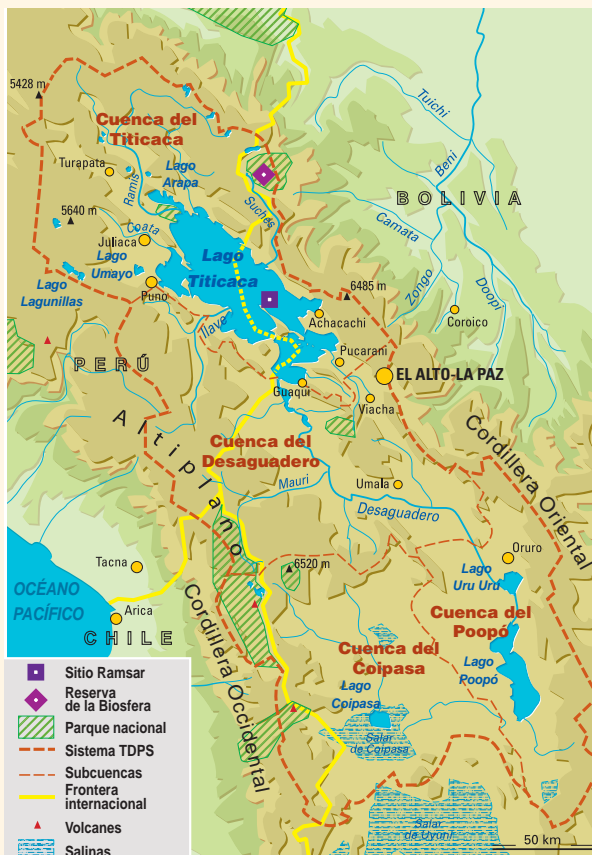 5428 m
Cuenca del
Titicaca
Tuichi
Turapata
Ramis
Lago
Arapa
Beni
BOLIVIA
Suches
5640 m
Coata
Juliaca
Lago
Umayo
Lago
Titicaca
Camata
Lago
Lagunillas
Puno
Zongo
Doopi
6485 m
Achacachi
Coroico
Ilave
Pucarani
PERÚ
EL ALTO-LA PAZ
Guaqui
Viacha
Altiplano
Cuenca del
Desaguadero
Cordillera Oriental
Mauri
Umala
Desaguadero
Tacna
6520 m
Oruro
Lago
Uru Uru
OCÉANO
PACÍFICO
Arica
CHILE
Cordillera Occidental
Cuenca del
Poopó
Cuenca del
Coipasa
Lago
Poopó
Lago
Coipasa
Salar
de Coipasa
Salar
de Uyuni
50 km
Sitio Ramsar
Reserva
de la Biosfera
Parque nacional
Sistema TDPS
Subcuencas
Frontera
internacional
Volcanes
Salinas